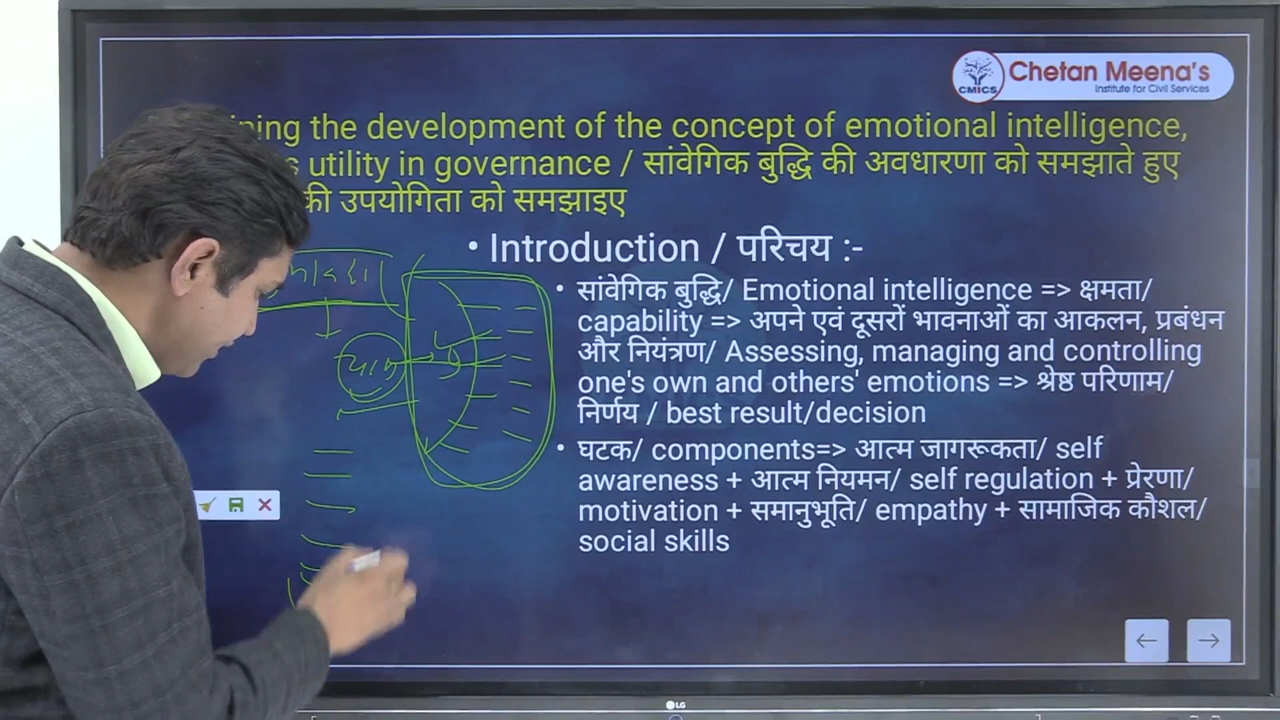 Chetan Meena's
Institute for Civil Services
CMICS
the development of the concept of emotional intelligence,
utility in governance / सांवेगिक बुद्धि की अवधारणा को समझाते हुए
की उपयोगिता को समझाइए
• Introduction / परिचय :-
• सांवेगिक बुद्धि/ Emotional intelligence => क्षमता/
capability => अपने एवं दूसरों भावनाओं का आकलन, प्रबंधन
और नियंत्रण/ Assessing, managing and controlling
one's own and others' emotions => श्रेष्ठ परिणाम/
निर्णय / best result/decision
• घटक/ components=> आत्म जागरूकता/ self
awareness + आत्म नियमन/ self regulation + प्रेरणा/
motivation + समानुभूति/ empathy + सामाजिक कौशल/
social skills
LG